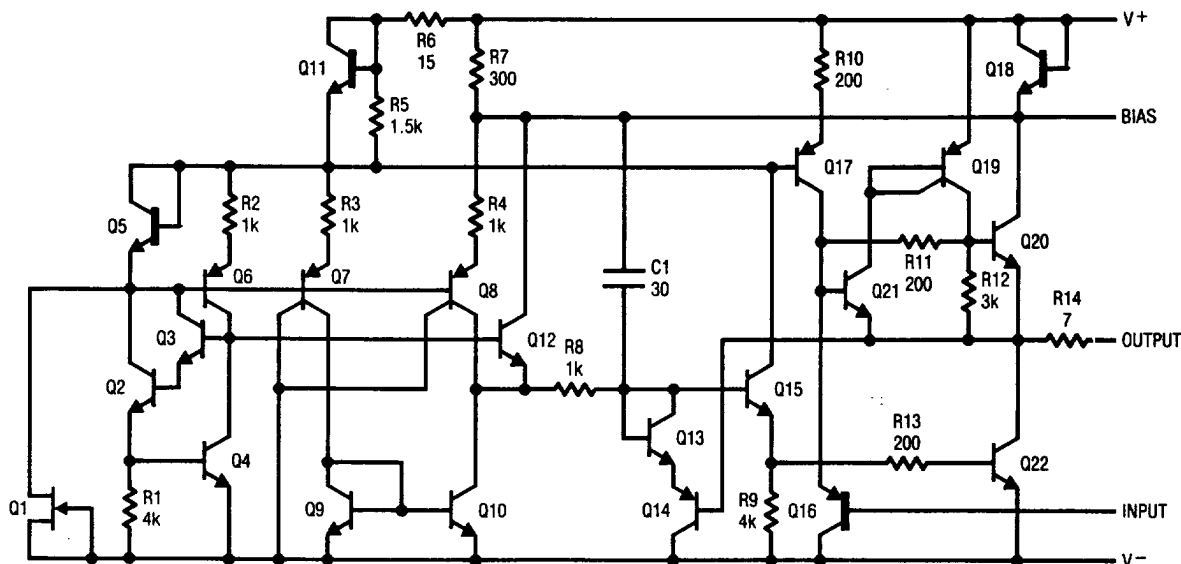 V+
R6
15
R7
300
Q11
R10
200
Q18
R5
1.5k
BIAS
Q17
Q19
Q5
R2
1k
R3
1k
R4
1k
Q6
Q7
Q8
C1
30
R11
200
Q20
R12
3k
Q21
R14
7
Q3
Q12
OUTPUT
R8
1k
Q2
Q15
Q13
R13
200
Q4
Q22
Q1
R1
4k
Q9
Q10
Q14
R9
4k
Q16
INPUT
V−